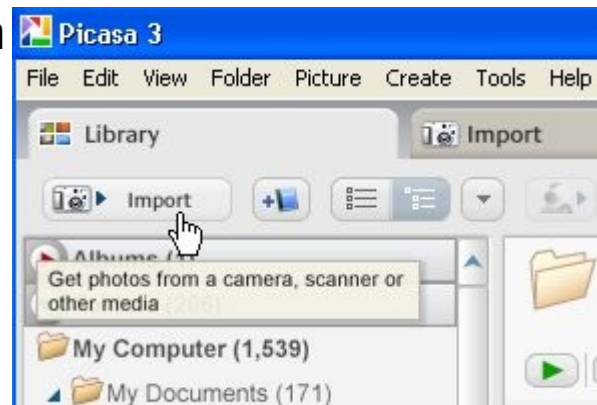 Picasa 3
File Edit View Folder Picture Create Tools Help
Library Import
Import
Albums (
Get photos from a camera, scanner or
other media
My Computer (1,539)
My Documents (171)